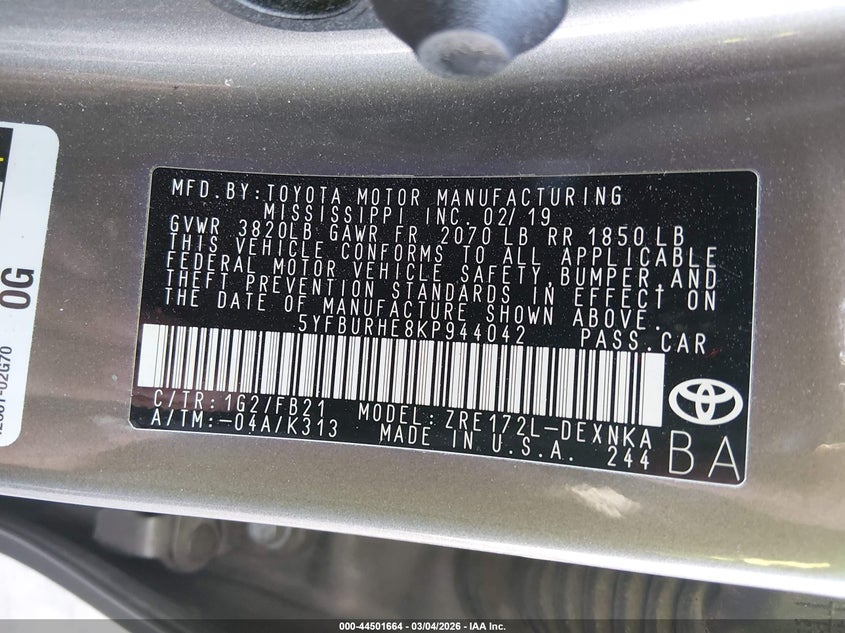 MFD. BY: TOYOTA MOTOR MANUFACTURING
MISSISSIPPI INC. 02/19
GVWR 3820LB GAWR FR 2070 LB RR 1850 LB
THIS VEHICLE CONFORMS TO ALL APPLICABLE
FEDERAL MOTOR VEHICLE SAFETY, BUMPER, AND
THEFT PREVENTION STANDARDS IN EFFECT ON
THE DATE OF MANUFACTURE SHOWN ABOVE.
5YFBURHE8KP944042 PASS. CAR
C/TR: 1G2/FB21 MODEL: ZRE172L-DEXNKA
A/TM: -04A/K313 MADE IN U.S.A. 244
BA
0G
000-44501664 — 03/04/2026 — IAA Inc.